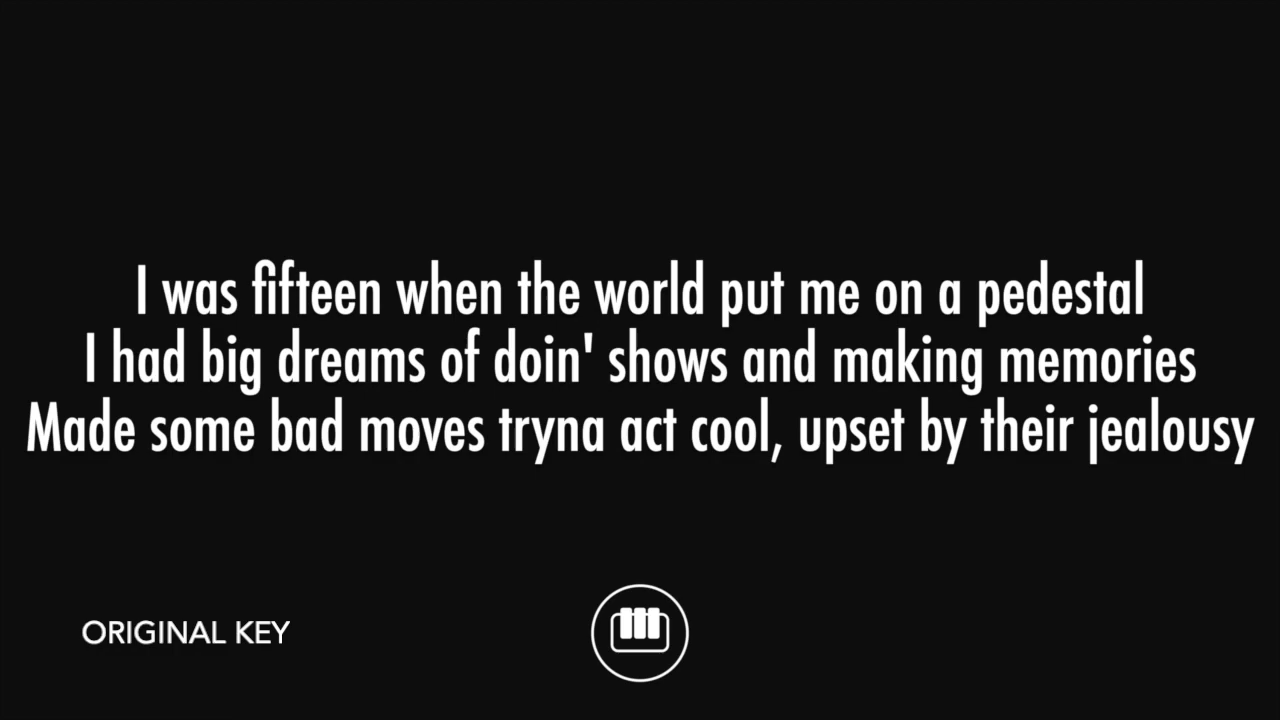 I was fifteen when the world put me on a pedestal
I had big dreams of doin' shows and making memories
Made some bad moves tryna act cool, upset by their jealousy
ORIGINAL KEY